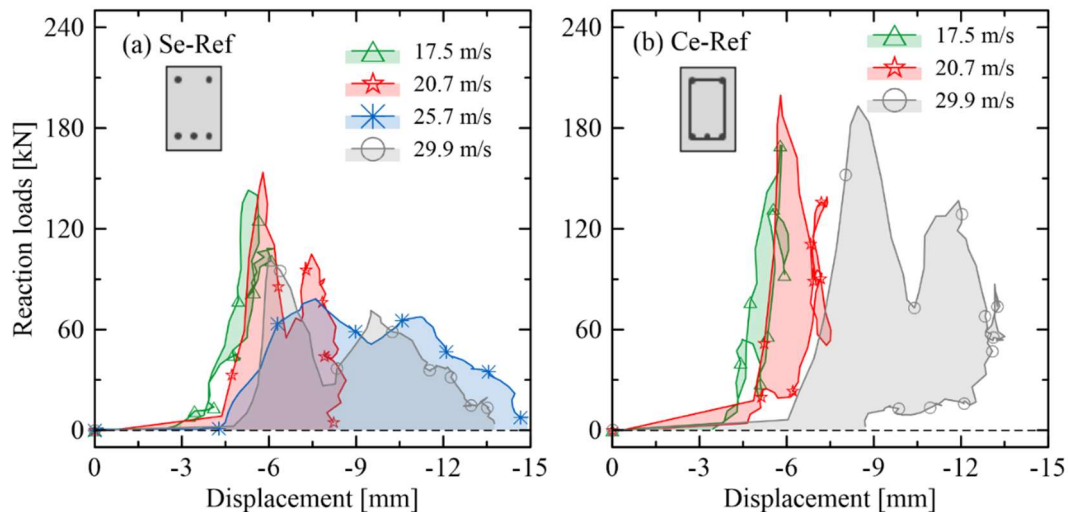 240
180
120
60
0
Reaction loads [kN]
(a) Se-Ref
17.5 m/s
20.7 m/s
25.7 m/s
29.9 m/s
0
-3
-6
-9
-12
-15
Displacement [mm]
240
180
120
60
0
(b) Ce-Ref
17.5 m/s
20.7 m/s
29.9 m/s
0
-3
-6
-9
-12
-15
Displacement [mm]